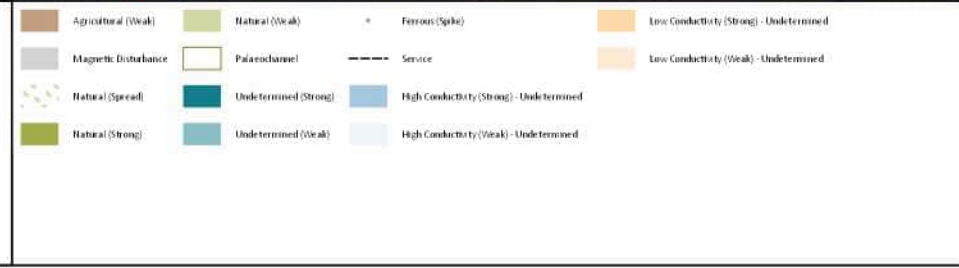 Agricultural (Weak)
Magnetic Disturbance
Natural (Spread)
Natural (Strong)
Natural (Weak)
Palaeochannel
Undetermined (Strong)
Undetermined (Weak)
Ferrous (Spike)
Service
High Conductivity (Strong) - Undetermined
High Conductivity (Weak) - Undetermined
Low Conductivity (Strong) - Undetermined
Low Conductivity (Weak) - Undetermined